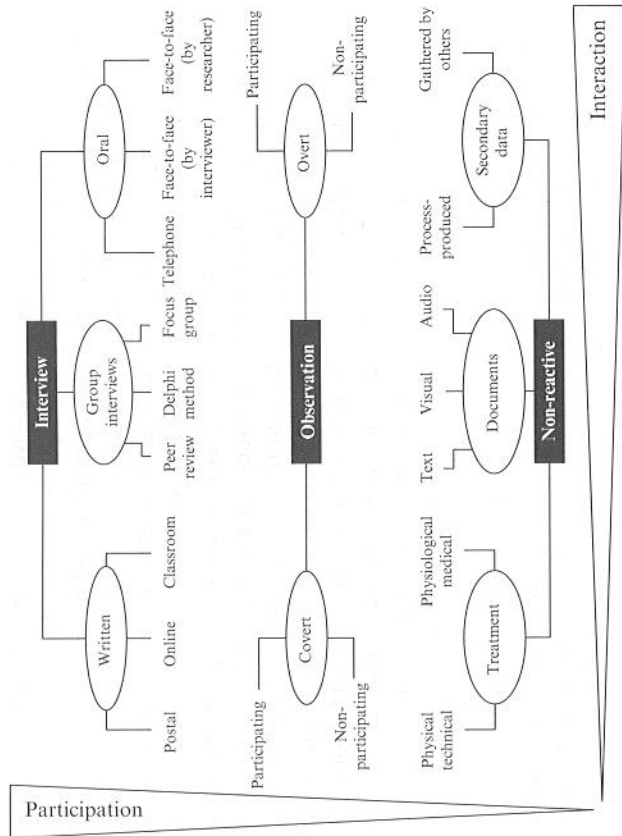 Interview
Written
Postal
Online
Classroom
Group
interviews
Peer
review
Delphi
method
Focus
group
Oral
Telephone
Face-to-face
(by
interviewer)
Face-to-face
(by
researcher)
Observation
Covert
Participating
Non-
participating
Overt
Participating
Non-
participating
Physical
technical
Physiological
medical
Treatment
Text
Visual
Audio
Documents
Process-
produced
Gathered by
others
Secondary
data
Non-reactive
Participation
Interaction